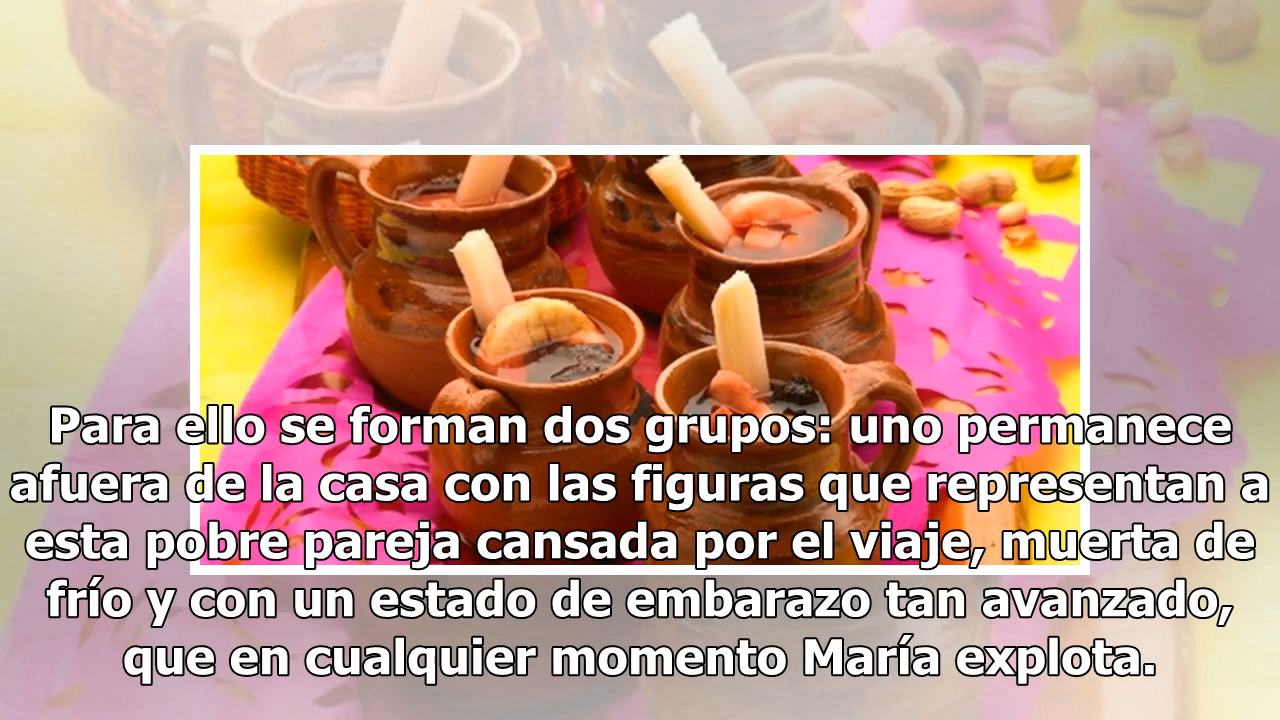 Para ello se forman dos grupos: uno permanece
afuera de la casa con las figuras que representan a
esta pobre pareja cansada por el viaje, muerta de
frío y con un estado de embarazo tan avanzado,
que en cualquier momento María explota.